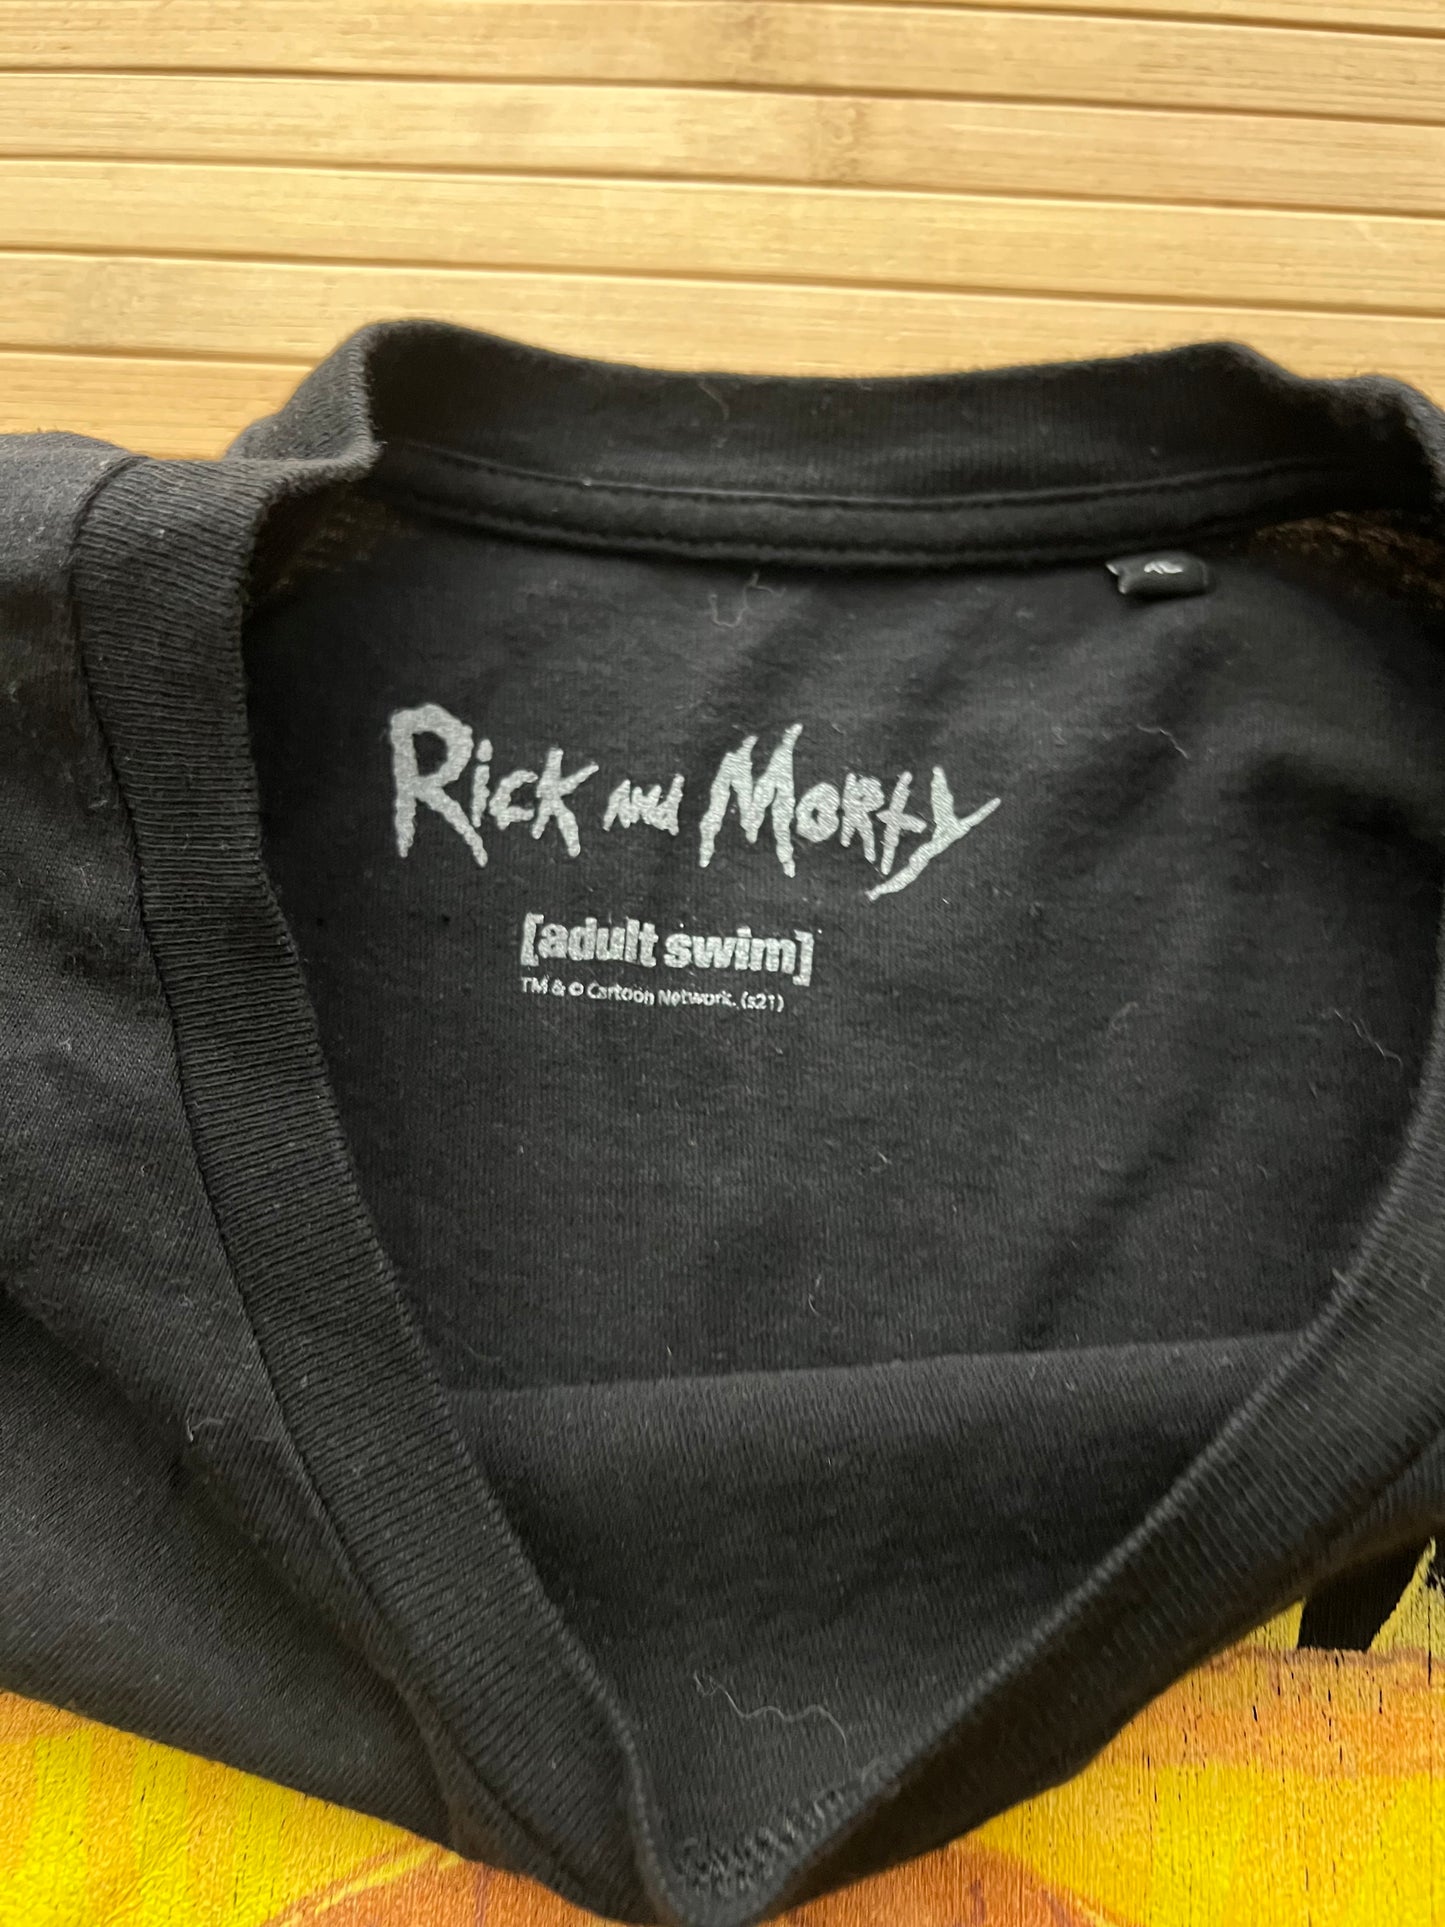 Rick and Morty
[adult swim]
TM & © Cartoon Network. (s21)